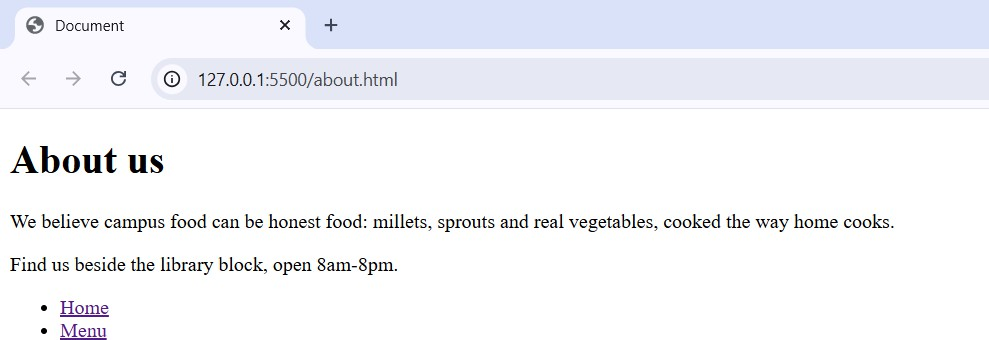 Document
127.0.0.1:5500/about.html
About us
We believe campus food can be honest food: millets, sprouts and real vegetables, cooked the way home cooks.
Find us beside the library block, open 8am-8pm.
Home
Menu